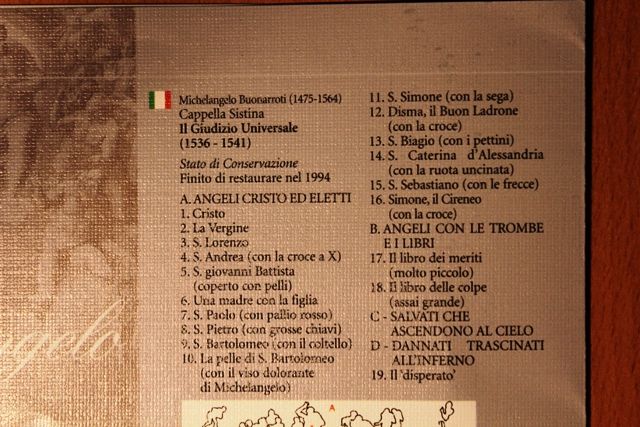 Michelangelo Buonarroti (1475-1564)
Cappella Sistina
Il Giudizio Universale
(1536 - 1541)
Stato di Conservazione
Finito di restaurare nel 1994
A. ANGELI CRISTO ED ELETTI
1. Cristo
2. La Vergine
3. S. Lorenzo
4. S. Andrea (con la croce a X)
5. S. giovanni Battista
(coperto con pelli)
6. Una madre con la figlia
7. S. Paolo (con pallio rosso)
8. S. Pietro (con grosse chiavi)
9. S. Bartolomeo (con il coltello)
10. La pelle di S. Bartolomeo
(con il viso dolorante
di Michelangelo)
11. S. Simone (con la sega)
12. Disma, il Buon Ladrone
(con la croce)
13. S. Biagio (con i pettini)
14. S. Caterina d'Alessandria
(con la ruota uncinata)
15. S. Sebastiano (con le frecce)
16. Simone, il Cireneo
(con la croce)
B. ANGELI CON LE TROMBE
E I LIBRI
17. Il libro dei meriti
(molto piccolo)
18. Il libro delle colpe
(assai grande)
C - SALVATI CHE
ASCENDONO AL CIELO
D - DANNATI TRASCINATI
ALL'INFERNO
19. Il 'disperato'
A
ngelo